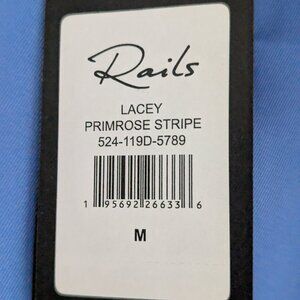 Rails
LACEY
PRIMROSE STRIPE
524-119D-5789
1 95692 26633 6
M